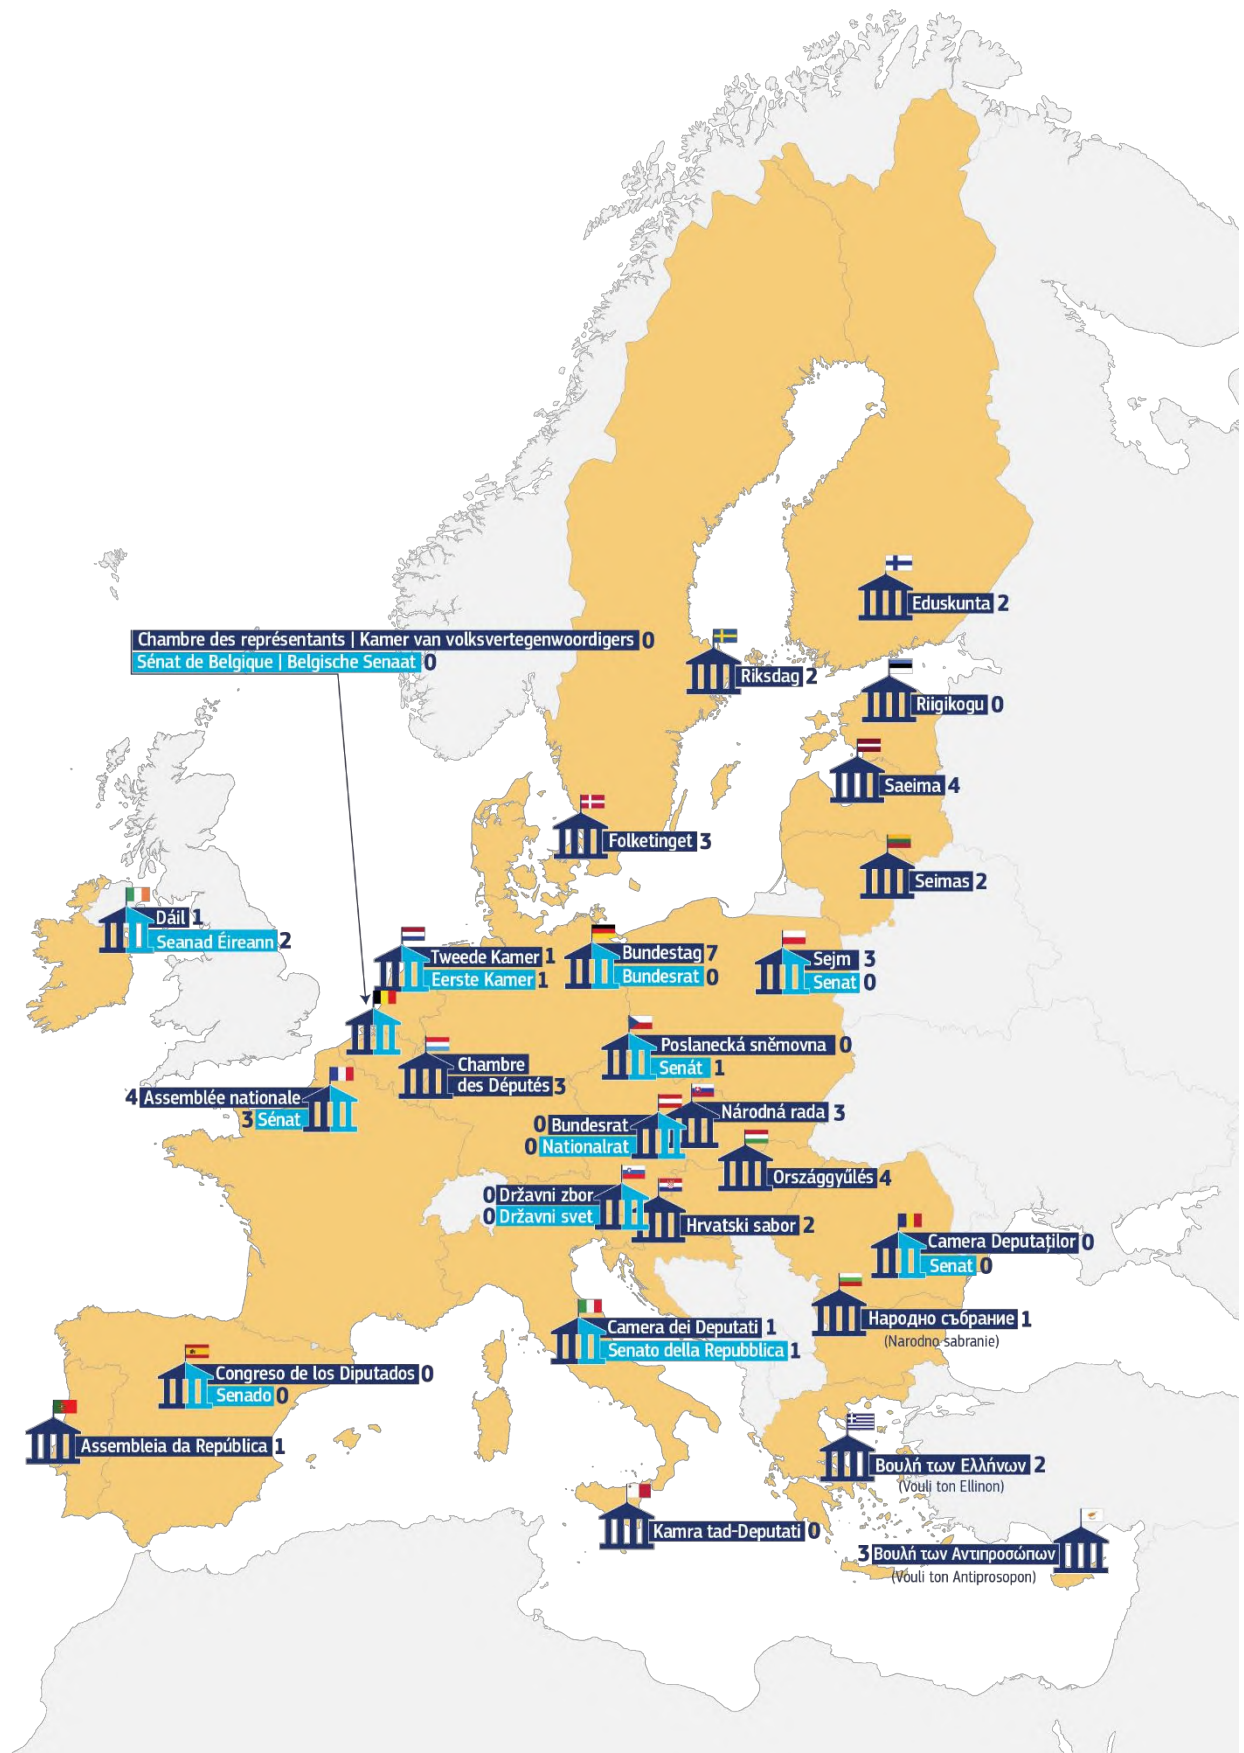 Eduskunta 2
Chambre des représentants | Kamer van volksvertegenwoordigers 0
Sénat de Belgique | Belgische Senaat 0
Riksdag 2
Riigikogu 0
Saeima 4
Folketinget 3
Seimas 2
Dáil 1
Seanad Éireann 2
Tweede Kamer 1
Eerste Kamer 1
Bundestag 7
Bundesrat 0
Sejm 3
Senat 0
Poslanecká sněmovna 0
Senát 1
Chambre
des Députés 3
4 Assemblée nationale
3 Sénat
Národná rada 3
0 Bundesrat
0 Nationalrat
Országgyűlés 4
0 Državni zbor
0 Državni svet
Hrvatski sabor 2
Camera Deputaților 0
Senat 0
Народно събрание 1
(Narodno sabranie)
Camera dei Deputati 1
Senato della Repubblica 1
Congreso de los Diputados 0
Senado 0
Assembleia da República 1
Βουλή των Ελλήνων 2
(Vouli ton Ellinon)
Kamra tad-Deputati 0
3 Βουλή των Αντιπροσώπων
(Vouli ton Antiprosopon)